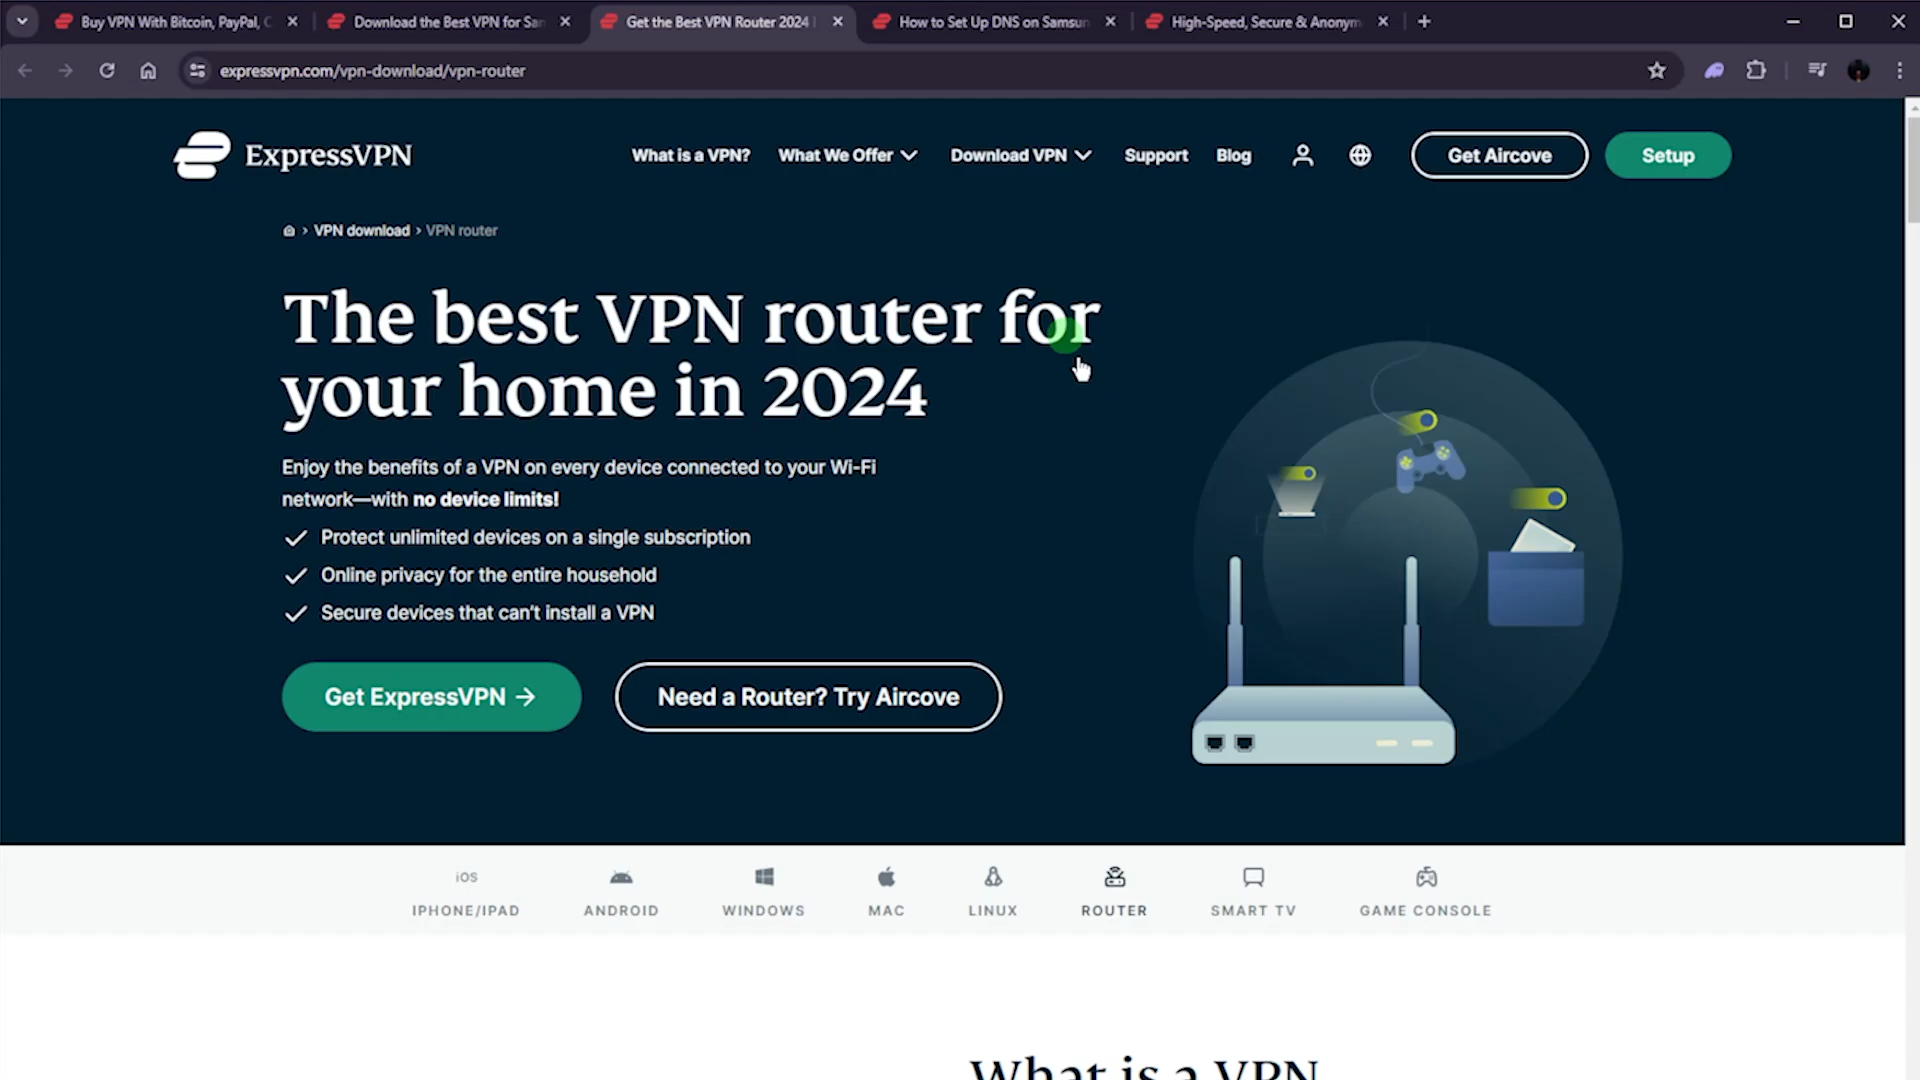 Buy VPN With Bitcoin, PayPal, C
Download the Best VPN for San
Get the Best VPN Router 2024
How to Set Up DNS on Samsun
High-Speed, Secure & Anonym
expressvpn.com/vpn-download/vpn-router
ExpressVPN
What is a VPN?
What We Offer
Download VPN
Support
Blog
Get Aircove
Setup
› VPN download › VPN router
The best VPN router for
your home in 2024
Enjoy the benefits of a VPN on every device connected to your Wi-Fi
network—with no device limits!
Protect unlimited devices on a single subscription
Online privacy for the entire household
Secure devices that can't install a VPN
Get ExpressVPN →
Need a Router? Try Aircove
iOS
IPHONE/IPAD
ANDROID
WINDOWS
MAC
LINUX
ROUTER
SMART TV
GAME CONSOLE
What is a VPN